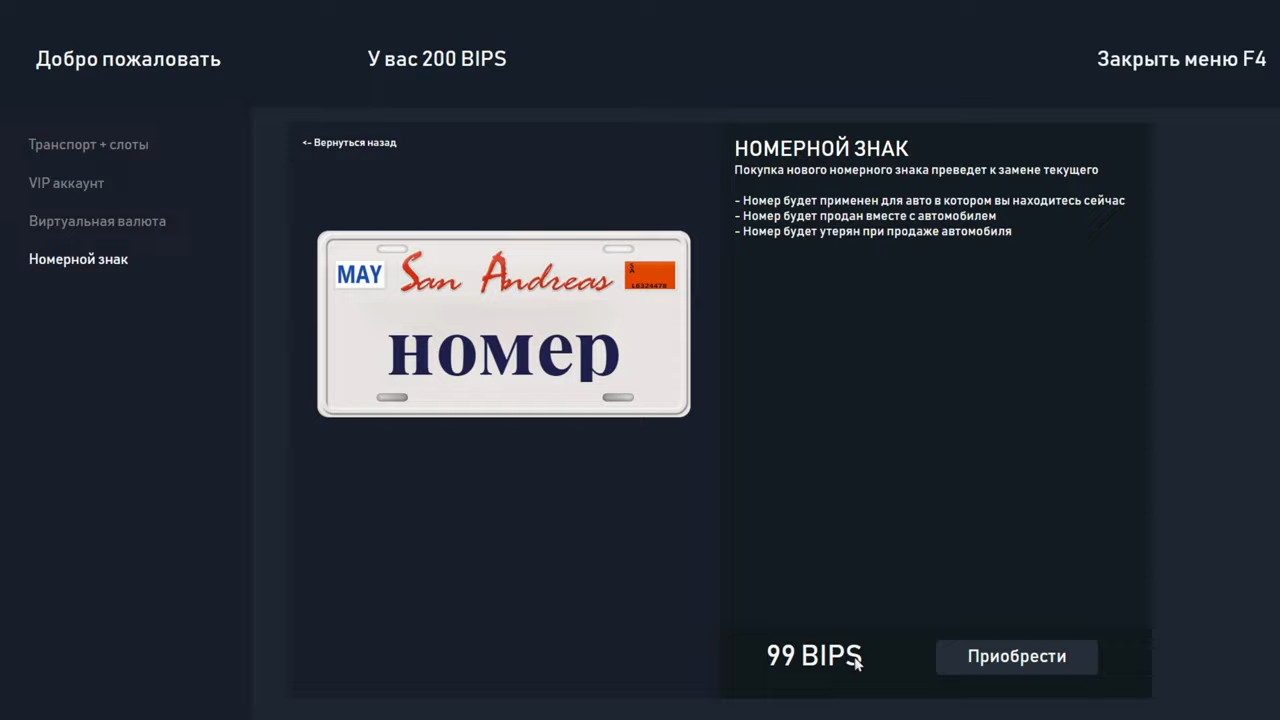 Добро пожаловать
У вас 200 BIPS
Закрыть меню F4
Транспорт + слоты
VIP аккаунт
Виртуальная валюта
Номерной знак
<- Вернуться назад
MAY
San Andreas
SA
L6324478
номер
НОМЕРНОЙ ЗНАК
Покупка нового номерного знака преведет к замене текущего
- Номер будет применен для авто в котором вы находитесь сейчас
- Номер будет продан вместе с автомобилем
- Номер будет утерян при продаже автомобиля
99 BIPS
Приобрести